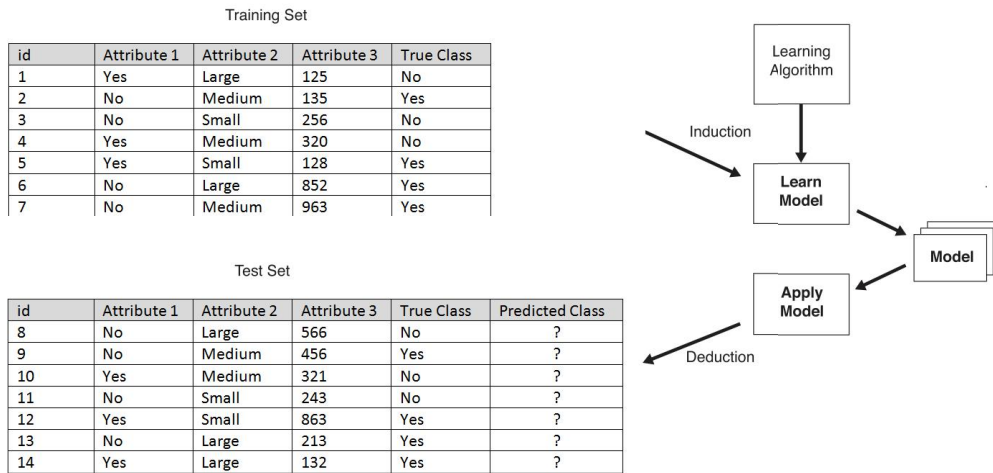 Training Set
id Attribute 1 Attribute 2 Attribute 3 True Class
1 Yes Large 125 No
2 No Medium 135 Yes
3 No Small 256 No
4 Yes Medium 320 No
5 Yes Small 128 Yes
6 No Large 852 Yes
7 No Medium 963 Yes
Learning
Algorithm
Induction
Learn
Model
Model
Apply
Model
Deduction
Test Set
id Attribute 1 Attribute 2 Attribute 3 True Class Predicted Class
8 No Large 566 No ?
9 No Medium 456 Yes ?
10 Yes Medium 321 No ?
11 No Small 243 No ?
12 Yes Small 863 Yes ?
13 No Large 213 Yes ?
14 Yes Large 132 Yes ?